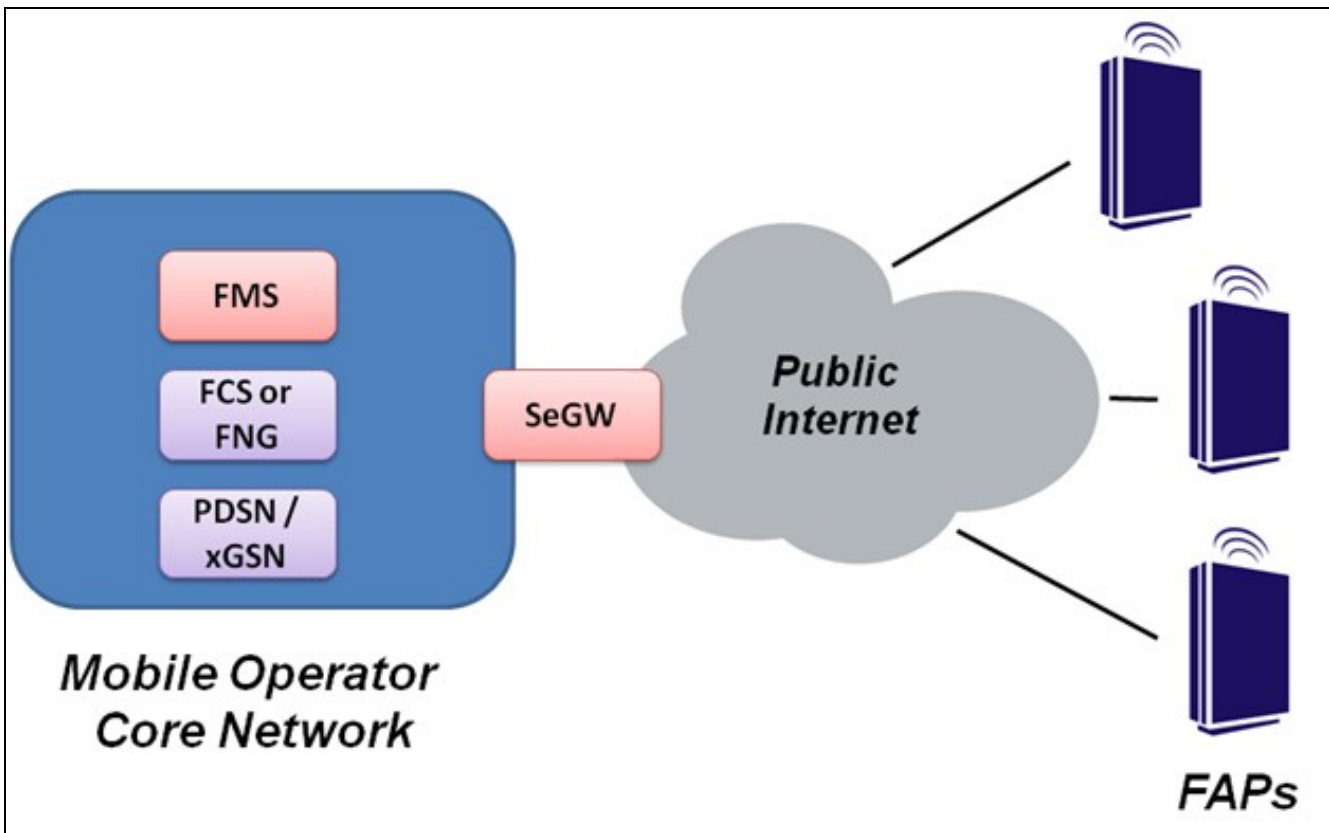 FMS
FCS or
FNG
PDSN /
xGSN
SeGW
Public
Internet
Mobile Operator
Core Network
FAPs